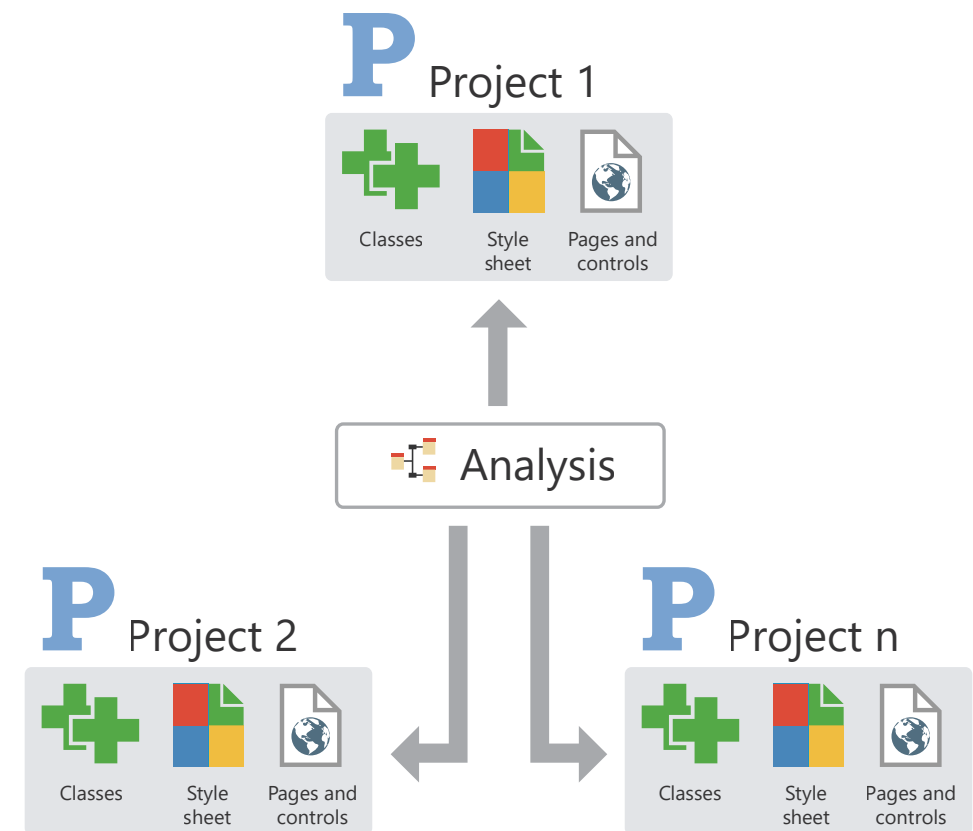 P Project 1
Classes Style Pages and
sheet controls
Analysis
P Project 2 P Project n
Classes Style Pages and Classes Style Pages and
sheet controls sheet controls